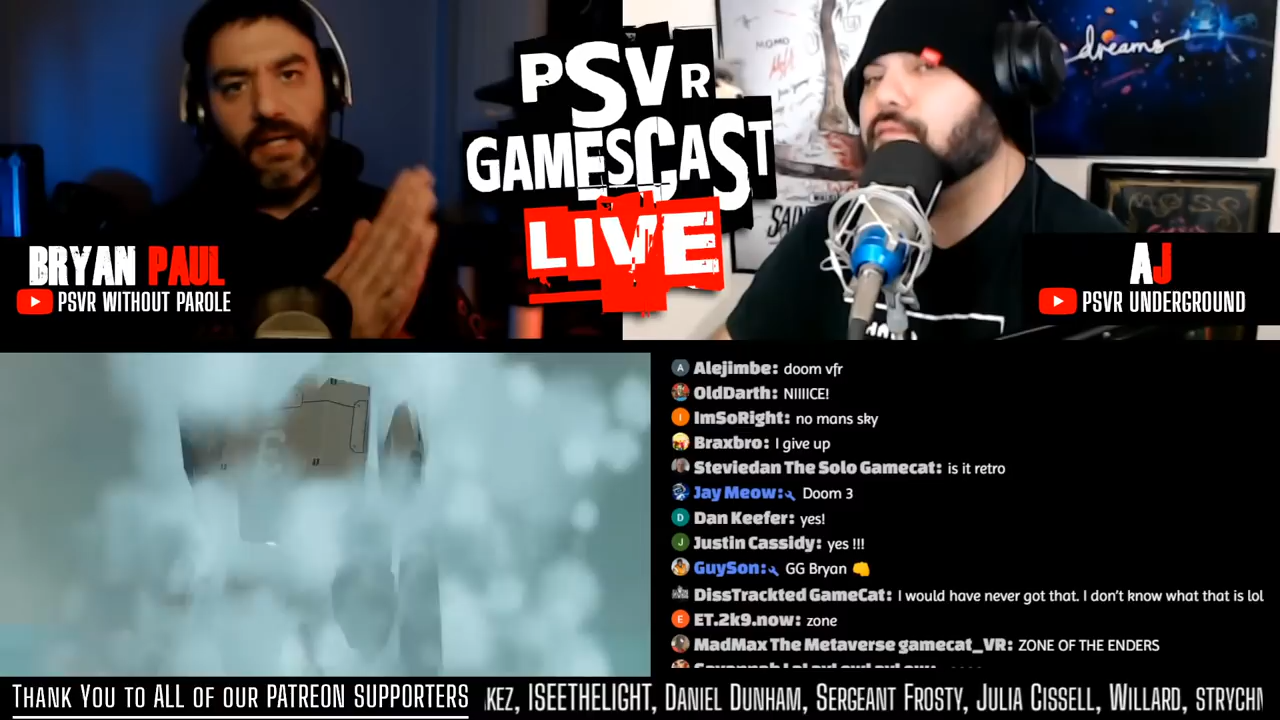 PSVR
GAMESCAST
LIVE
dreams
MOSS
BRYAN PAUL
PSVR WITHOUT PAROLE
AJ
PSVR UNDERGROUND
A Alejimbe: doom vfr
OldDarth: NIIIICE!
I ImSoRight: no mans sky
Braxbro: I give up
Steviedan The Solo Gamecat: is it retro
Jay Meow: Doom 3
D Dan Keefer: yes!
J Justin Cassidy: yes !!!
GuySon: GG Bryan 👊
DissTrackted GameCat: I would have never got that. I don't know what that is lol
E ET.2k9.now: zone
MadMax The Metaverse gamecat_VR: ZONE OF THE ENDERS
THANK YOU TO ALL OF OUR PATREON SUPPORTERS
KEZ, ISEETHELIGHT, DANIEL DUNHAM, SERGEANT FROSTY, JULIA CISSELL, WILLARD, STRYCHN